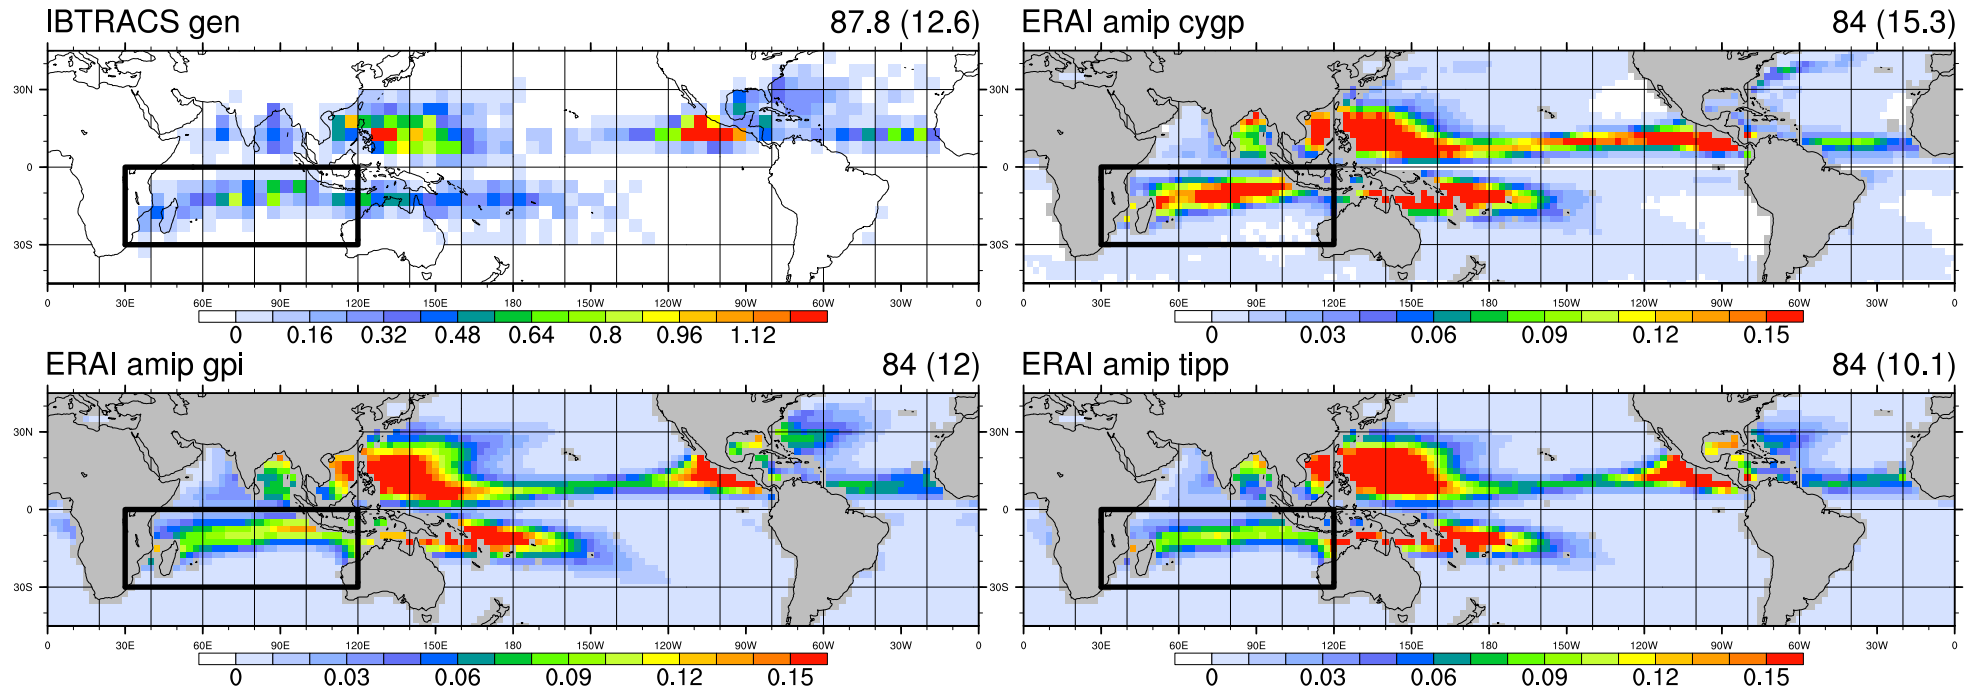 IBTRACS gen 87.8 (12.6)
30N
0
30S
0 30E 60E 90E 120E 150E 180 150W 120W 90W 60W 30W 0
0 0.16 0.32 0.48 0.64 0.8 0.96 1.12
ERAI amip cygp 84 (15.3)
30N
0
30S
0 30E 60E 90E 120E 150E 180 150W 120W 90W 60W 30W 0
0 0.03 0.06 0.09 0.12 0.15
ERAI amip gpi 84 (12)
30N
0
30S
0 30E 60E 90E 120E 150E 180 150W 120W 90W 60W 30W 0
0 0.03 0.06 0.09 0.12 0.15
ERAI amip tipp 84 (10.1)
30N
0
30S
0 30E 60E 90E 120E 150E 180 150W 120W 90W 60W 30W 0
0 0.03 0.06 0.09 0.12 0.15